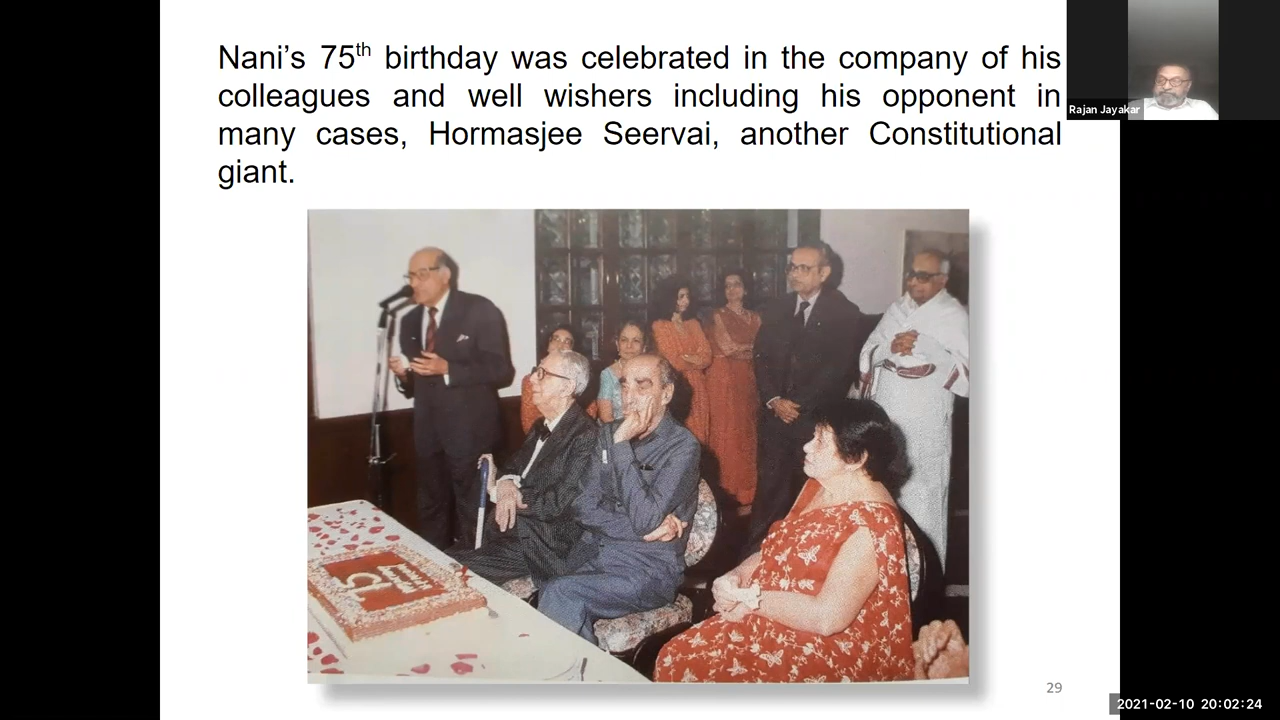 Nani’s 75th birthday was celebrated in the company of his
colleagues and well wishers including his opponent in
many cases, Hormasjee Seervai, another Constitutional
giant.
Rajan Jayakar
29
2021-02-10 20:02:24